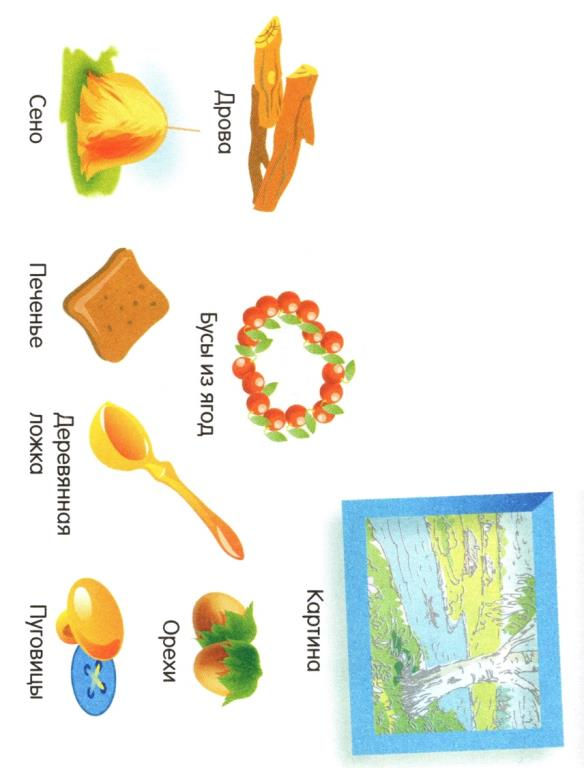 Картина
Дрова
Бусы из ягод
Орехи
Сено
Печенье
Деревянная
ложка
Пуговицы